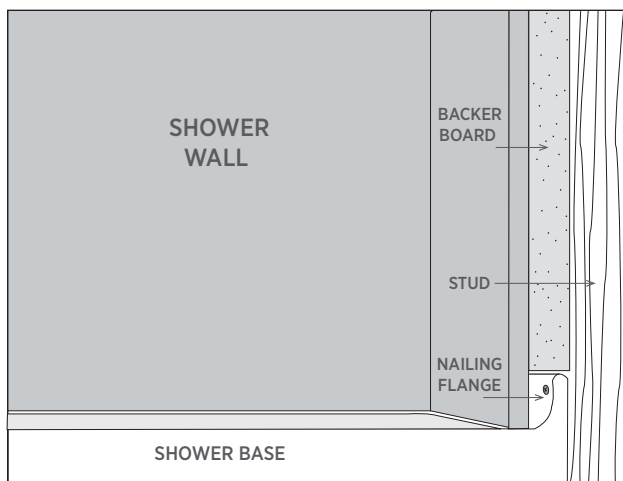 SHOWER
WALL
BACKER
BOARD
STUD
NAILING
FLANGE
SHOWER BASE